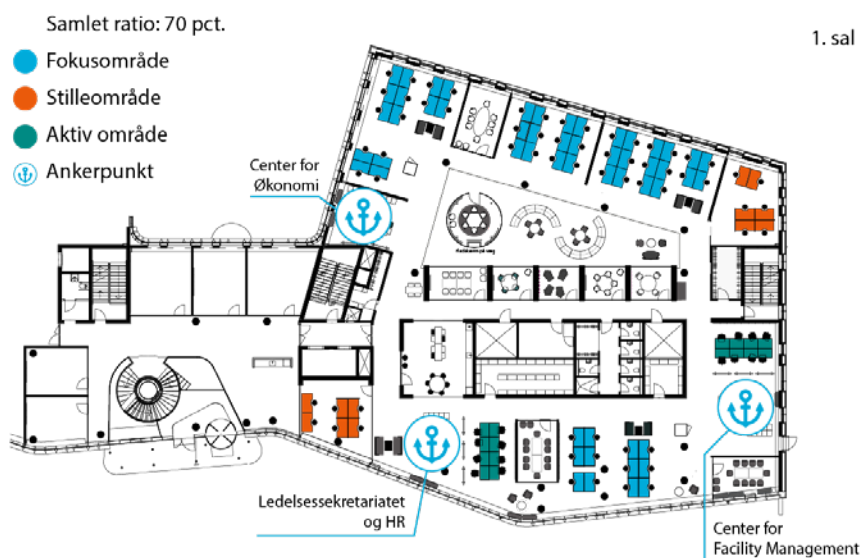 Samlet ratio: 70 pct.
1. sal
Fokusområde
Stilleområde
Aktiv område
Ankerpunkt
Center for
Økonomi
Ledelsessekretariatet
og HR
Center for
Facility Management